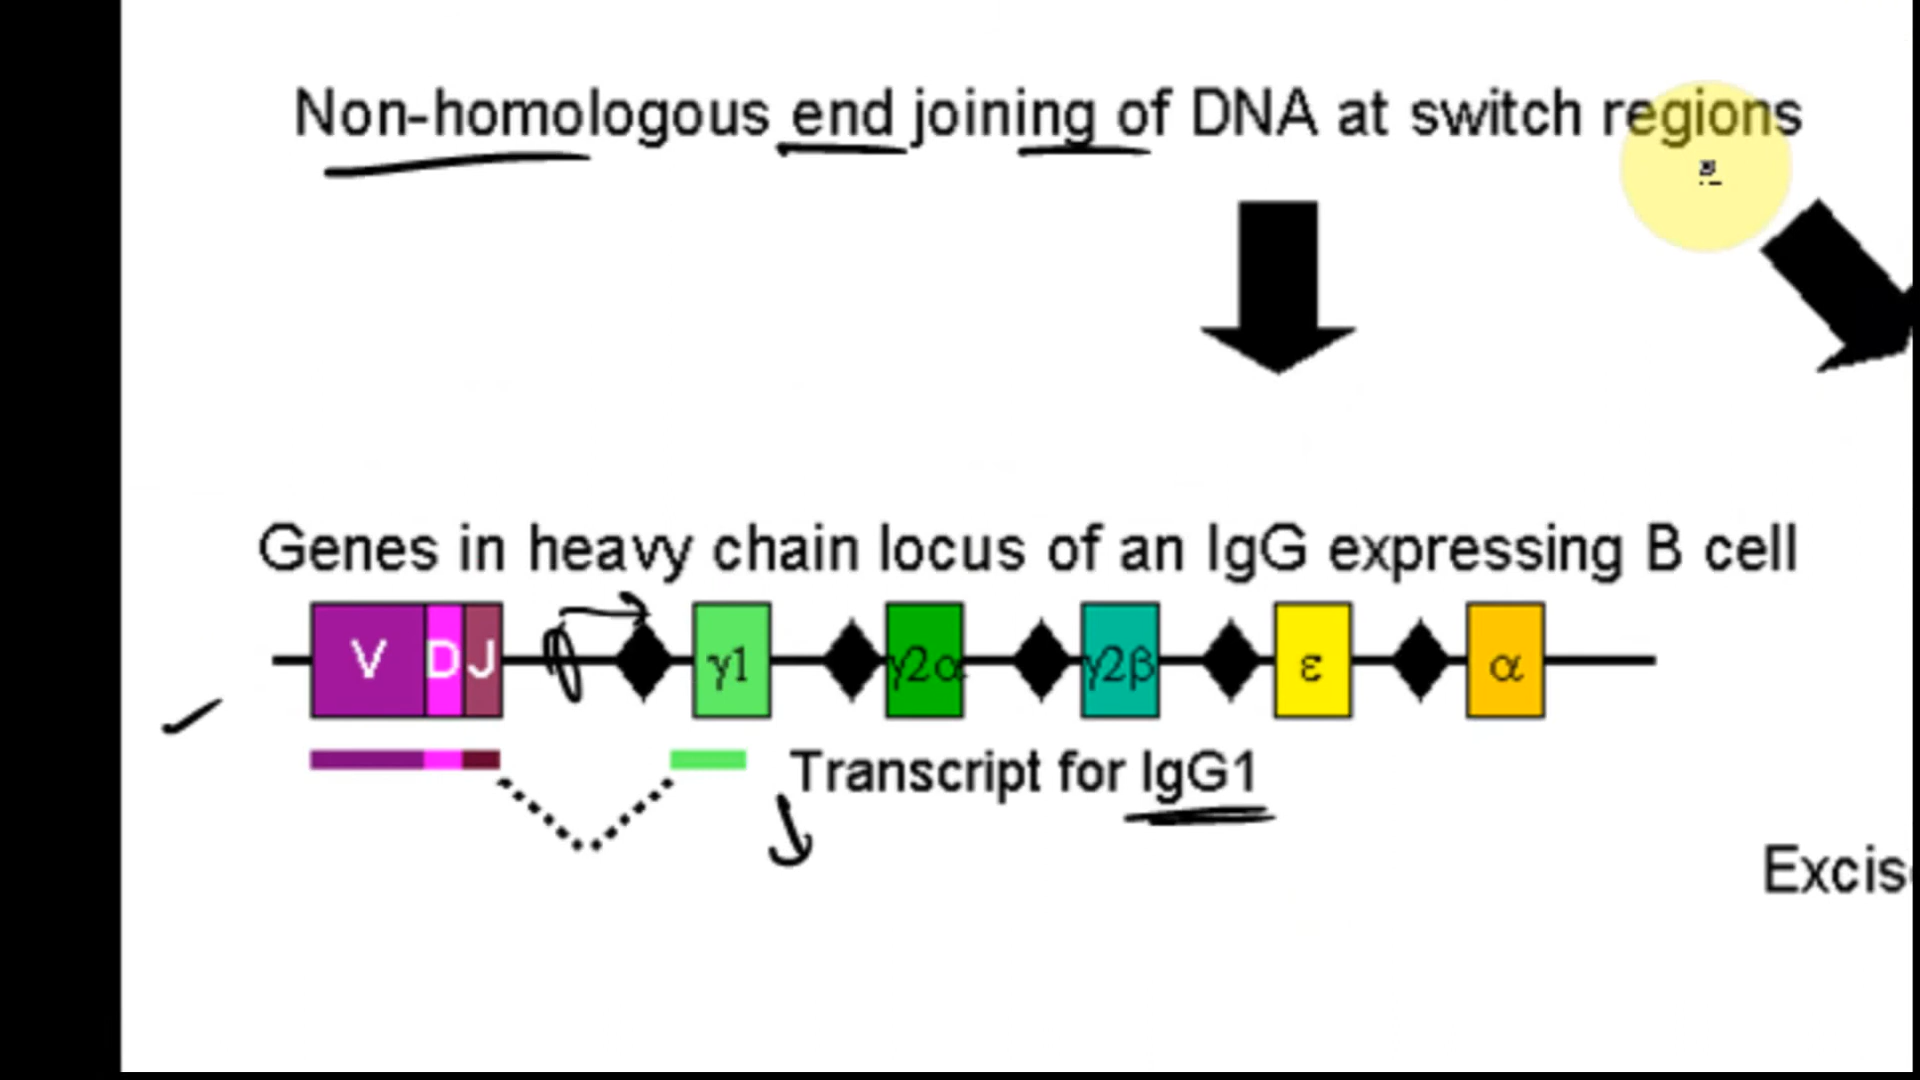 Non-homologous end joining of DNA at switch regions
Genes in heavy chain locus of an IgG expressing B cell
V D J γ1 γ2α γ2β ε α
Transcript for IgG1
Excis